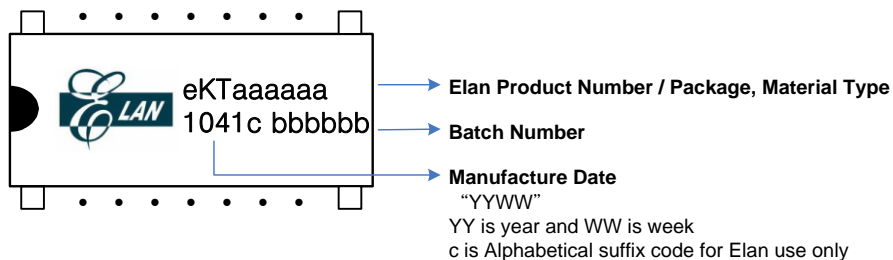 ELAN
eKTaaaaaa
1041c bbbbbb
Elan Product Number / Package, Material Type
Batch Number
Manufacture Date
“YYWW”
YY is year and WW is week
c is Alphabetical suffix code for Elan use only